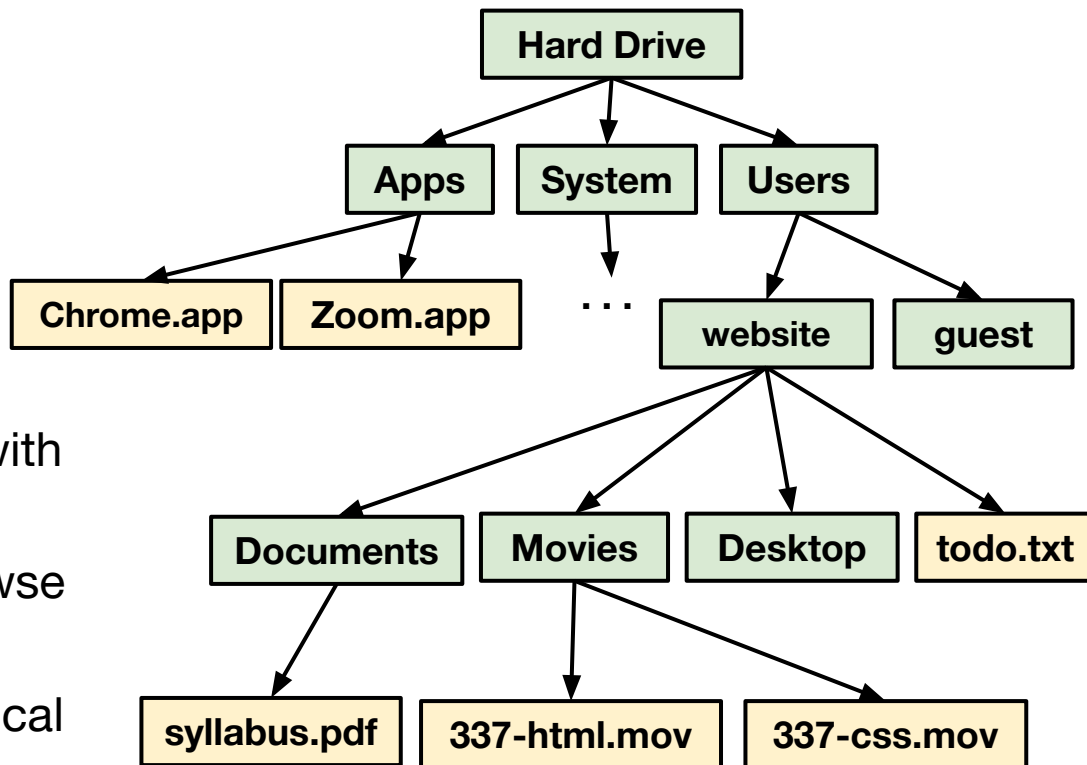 Hard Drive
Apps
System
Users
Chrome.app
Zoom.app
...
website
guest
with
Documents
Movies
Desktop
todo.txt
syllabus.pdf
337-html.mov
337-css.mov